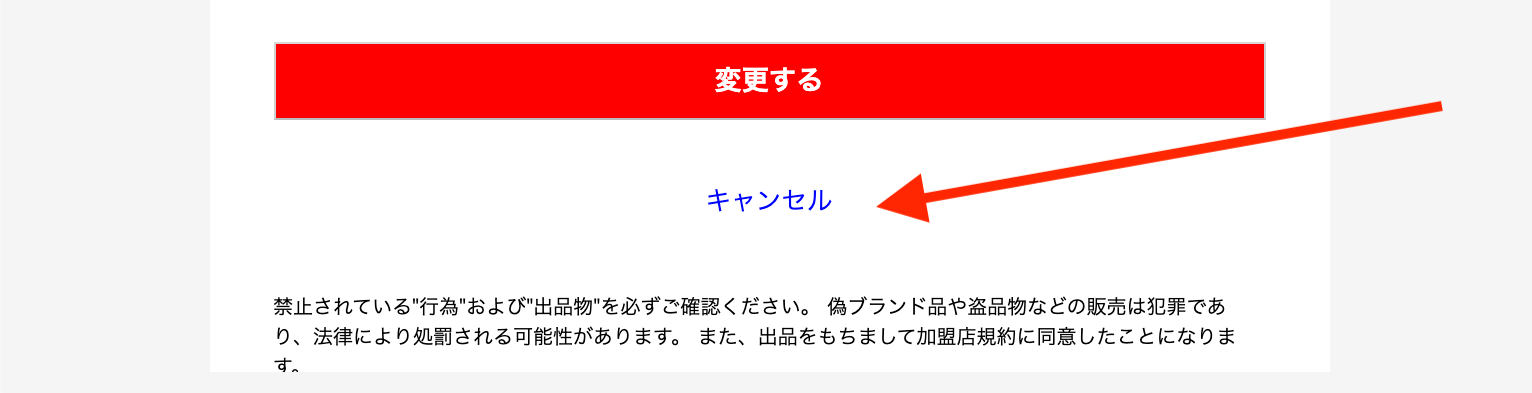 変更する
キャンセル
禁止されている"行為"および"出品物"を必ずご確認ください。 偽ブランド品や盗品物などの販売は犯罪であ
り、法律により処罰される可能性があります。 また、出品をもちまして加盟店規約に同意したことになりま
す。